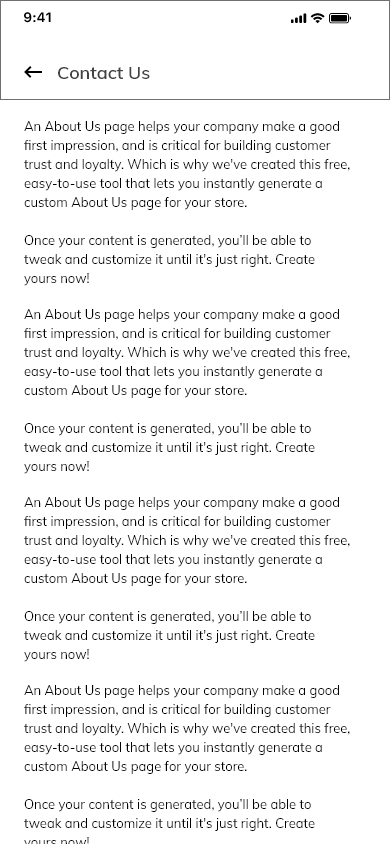 9:41
Contact Us
An About Us page helps your company make a good
first impression, and is critical for building customer
trust and loyalty. Which is why we've created this free,
easy-to-use tool that lets you instantly generate a
custom About Us page for your store.
Once your content is generated, you'll be able to
tweak and customize it until it's just right. Create
yours now!
An About Us page helps your company make a good
first impression, and is critical for building customer
trust and loyalty. Which is why we've created this free,
easy-to-use tool that lets you instantly generate a
custom About Us page for your store.
Once your content is generated, you'll be able to
tweak and customize it until it's just right. Create
yours now!
An About Us page helps your company make a good
first impression, and is critical for building customer
trust and loyalty. Which is why we've created this free,
easy-to-use tool that lets you instantly generate a
custom About Us page for your store.
Once your content is generated, you'll be able to
tweak and customize it until it's just right. Create
yours now!
An About Us page helps your company make a good
first impression, and is critical for building customer
trust and loyalty. Which is why we've created this free,
easy-to-use tool that lets you instantly generate a
custom About Us page for your store.
Once your content is generated, you'll be able to
tweak and customize it until it's just right. Create
yours now!